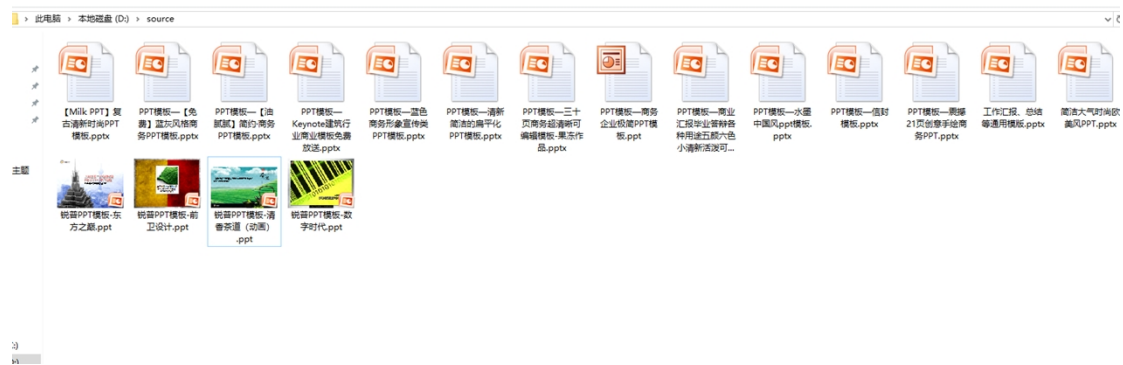 此电脑 › 本地磁盘 (D:) › source
【Milk PPT】复
古清新时尚PPT
模板.pptx
PPT模板—【免
费】蓝灰风格商
务PPT模板.pptx
PPT模板—【油
腻腻】简约-商务
PPT模板.pptx
PPT模板—
Keynote建筑行
业商业模板免费
放送.pptx
PPT模板—蓝色
商务形象宣传类
PPT模板.pptx
PPT模板—清新
简洁的扁平化
PPT模板.pptx
PPT模板—三十
页商务超清晰可
编辑模板-果冻作
品.pptx
PPT模板—商务
企业极简PPT模
板.ppt
PPT模板—商业
汇报毕业答辩各
种用途五颜六色
小清新活泼可...
PPT模板—水墨
中国风ppt模板.
pptx
PPT模板—信封
模板.pptx
PPT模板—震撼
21页创意手绘商
务PPT.pptx
工作汇报、总结
等通用模版.pptx
简洁大气时尚欧
美风PPT.pptx
主题
锐普PPT模板-东
方之巅.ppt
锐普PPT模板-前
卫设计.ppt
锐普PPT模板-清
香茶道（动画）
.ppt
锐普PPT模板-数
字时代.ppt